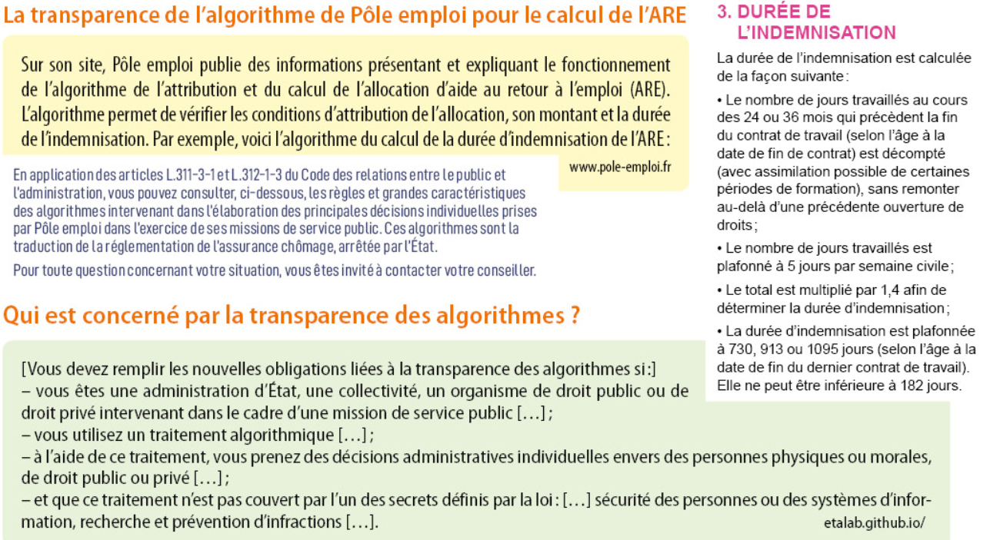 La transparence de l'algorithme de Pôle emploi pour le calcul de l'ARE
Sur son site, Pôle emploi publie des informations présentant et expliquant le fonctionnement
de l'algorithme de l'attribution et du calcul de l'allocation d'aide au retour à l'emploi (ARE).
L'algorithme permet de vérifier les conditions d'attribution de l'allocation, son montant et la durée
de l'indemnisation. Par exemple, voici l'algorithme du calcul de la durée d'indemnisation de l'ARE :
www.pole-emploi.fr
En application des articles L.311-3-1 et L.312-1-3 du Code des relations entre le public et
l'administration, vous pouvez consulter, ci-dessous, les règles et grandes caractéristiques
des algorithmes intervenant dans l'élaboration des principales décisions individuelles prises
par Pôle emploi dans l'exercice de ses missions de service public. Ces algorithmes sont la
traduction de la réglementation de l'assurance chômage, arrêtée par l'État.
Pour toute question concernant votre situation, vous êtes invité à contacter votre conseiller.
3. DURÉE DE
L'INDEMNISATION
La durée de l'indemnisation est calculée
de la façon suivante :
• Le nombre de jours travaillés au cours
des 24 ou 36 mois qui précèdent la fin
du contrat de travail (selon l'âge à la
date de fin de contrat) est décompté
(avec assimilation possible de certaines
périodes de formation), sans remonter
au-delà d'une précédente ouverture de
droits ;
• Le nombre de jours travaillés est
plafonné à 5 jours par semaine civile ;
• Le total est multiplié par 1,4 afin de
déterminer la durée d'indemnisation ;
• La durée d'indemnisation est plafonnée
à 730, 913 ou 1095 jours (selon l'âge à la
date de fin du dernier contrat de travail).
Elle ne peut être inférieure à 182 jours.
Qui est concerné par la transparence des algorithmes ?
[Vous devez remplir les nouvelles obligations liées à la transparence des algorithmes si :]
– vous êtes une administration d'État, une collectivité, un organisme de droit public ou de
droit privé intervenant dans le cadre d'une mission de service public […] ;
– vous utilisez un traitement algorithmique […] ;
– à l'aide de ce traitement, vous prenez des décisions administratives individuelles envers des personnes physiques ou morales,
de droit public ou privé […] ;
– et que ce traitement n'est pas couvert par l'un des secrets définis par la loi : […] sécurité des personnes ou des systèmes d'infor-
mation, recherche et prévention d'infractions […].
etalab.github.io/